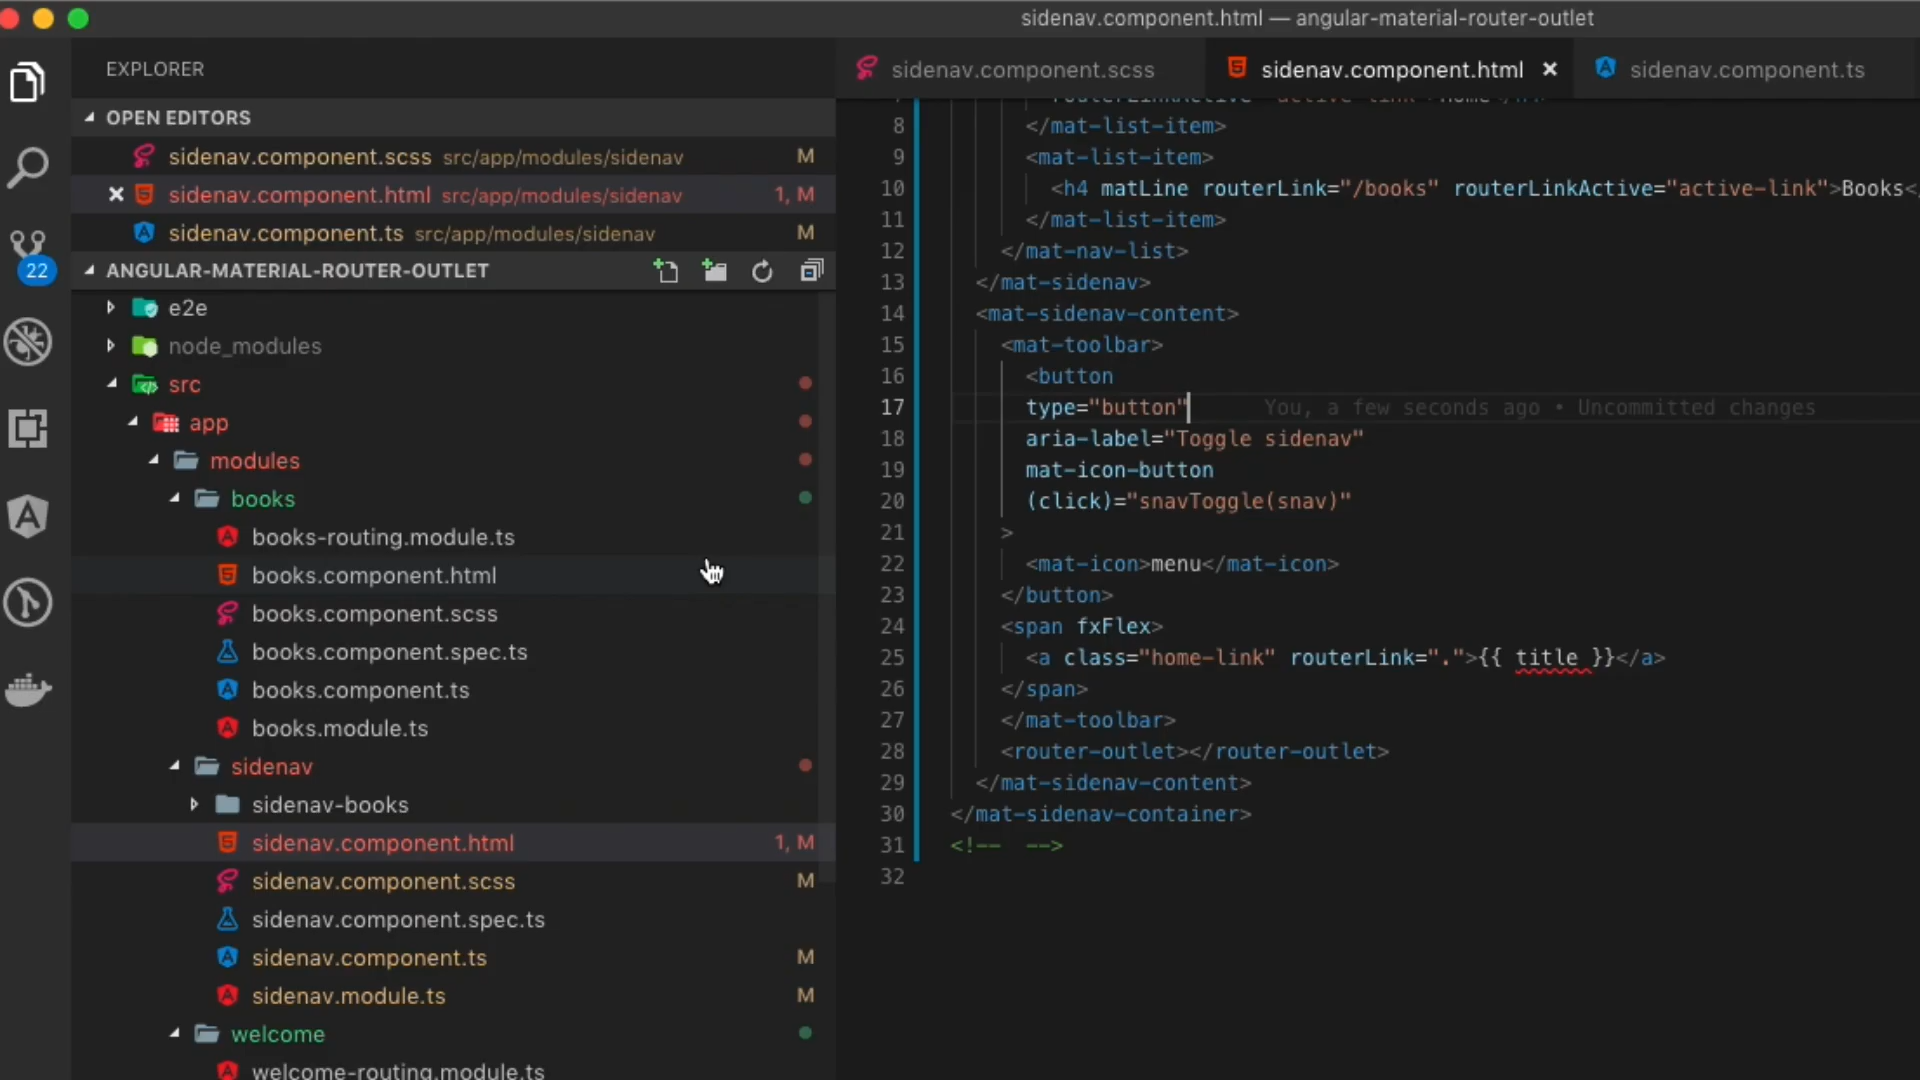 sidenav.component.html — angular-material-router-outlet
EXPLORER
OPEN EDITORS
sidenav.component.scss src/app/modules/sidenav M
sidenav.component.html src/app/modules/sidenav 1, M
sidenav.component.ts src/app/modules/sidenav M
22
ANGULAR-MATERIAL-ROUTER-OUTLET
e2e
node_modules
src
app
modules
books
books-routing.module.ts
books.component.html
books.component.scss
books.component.spec.ts
books.component.ts
books.module.ts
sidenav
sidenav-books
sidenav.component.html 1, M
sidenav.component.scss M
sidenav.component.spec.ts
sidenav.component.ts M
sidenav.module.ts M
welcome
welcome-routing.module.ts
sidenav.component.scss sidenav.component.html sidenav.component.ts
8 </mat-list-item>
9 <mat-list-item>
10 <h4 matLine routerLink="/books" routerLinkActive="active-link">Books<
11 </mat-list-item>
12 </mat-nav-list>
13 </mat-sidenav>
14 <mat-sidenav-content>
15 <mat-toolbar>
16 <button
17 type="button" You, a few seconds ago • Uncommitted changes
18 aria-label="Toggle sidenav"
19 mat-icon-button
20 (click)="snavToggle(snav)"
21 >
22 <mat-icon>menu</mat-icon>
23 </button>
24 <span fxFlex>
25 <a class="home-link" routerLink=".">{{ title }}</a>
26 </span>
27 </mat-toolbar>
28 <router-outlet></router-outlet>
29 </mat-sidenav-content>
30 </mat-sidenav-container>
31 <!-- -->
32